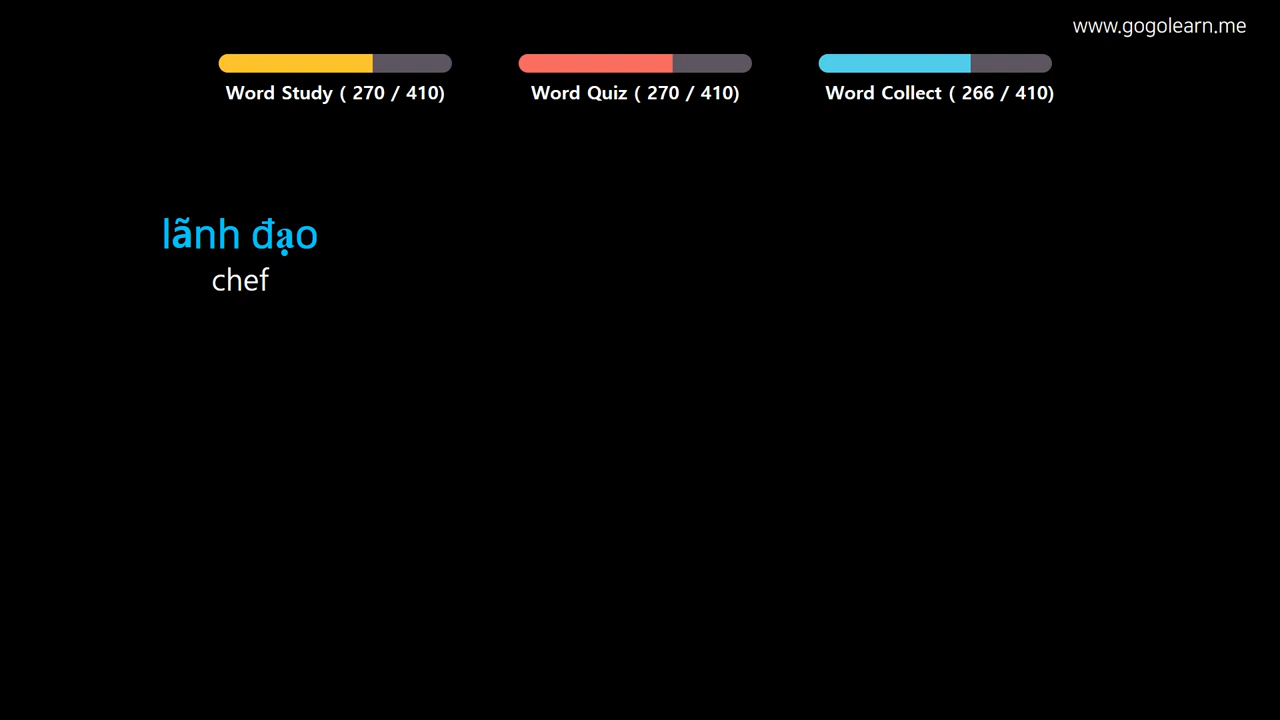 www.gogolearn.me
Word Study ( 270 / 410)
Word Quiz ( 270 / 410)
Word Collect ( 266 / 410)
lãnh đạo
chef